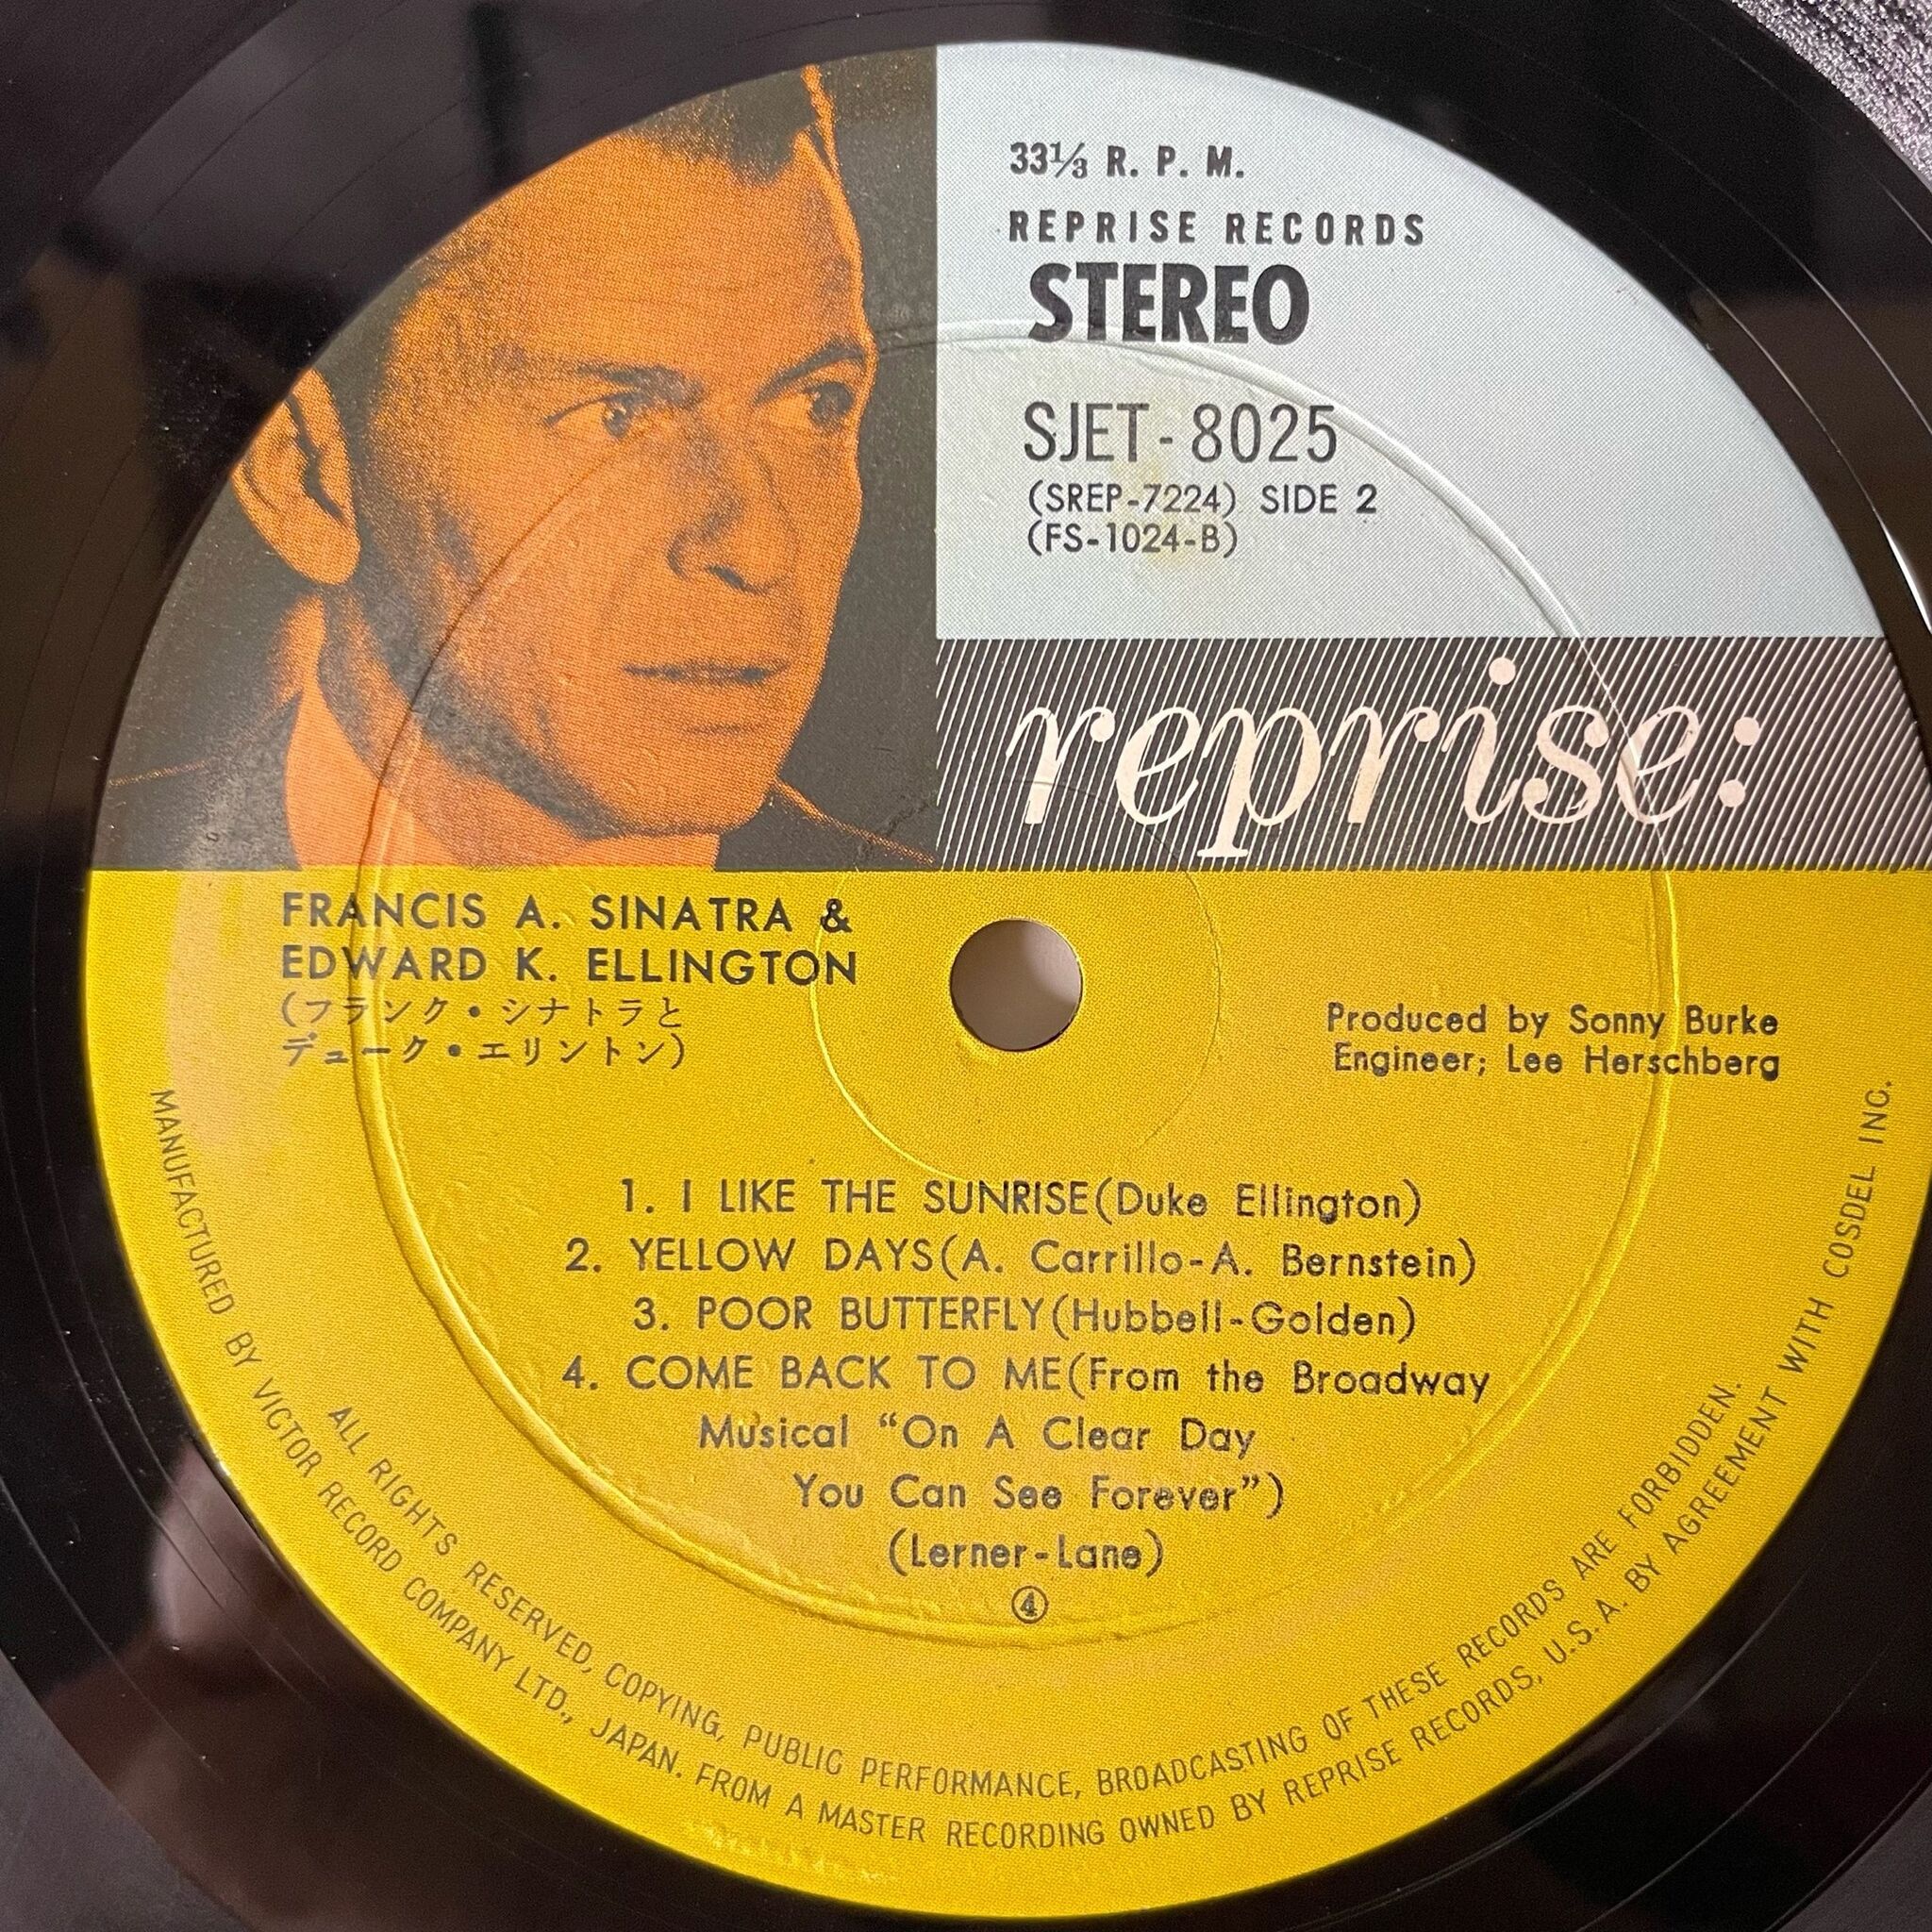 33⅓ R. P. M.
REPRISE RECORDS
STEREO
SJET-8025
(SREP-7224) SIDE 2
(FS-1024-B)
reprise:
FRANCIS A. SINATRA &
EDWARD K. ELLINGTON
(フランク・シナトラと
デューク・エリントン)
Produced by Sonny Burke
Engineer; Lee Herschberg
1. I LIKE THE SUNRISE(Duke Ellington)
2. YELLOW DAYS(A. Carrillo-A. Bernstein)
3. POOR BUTTERFLY(Hubbell-Golden)
4. COME BACK TO ME(From the Broadway
Musical “On A Clear Day
You Can See Forever”)
(Lerner-Lane)
④
ALL RIGHTS RESERVED, COPYING, PUBLIC PERFORMANCE, BROADCASTING OF THESE RECORDS ARE FORBIDDEN.
MANUFACTURED BY VICTOR RECORD COMPANY LTD., JAPAN. FROM A MASTER RECORDING OWNED BY REPRISE RECORDS, U.S.A. BY AGREEMENT WITH COSDEL INC.